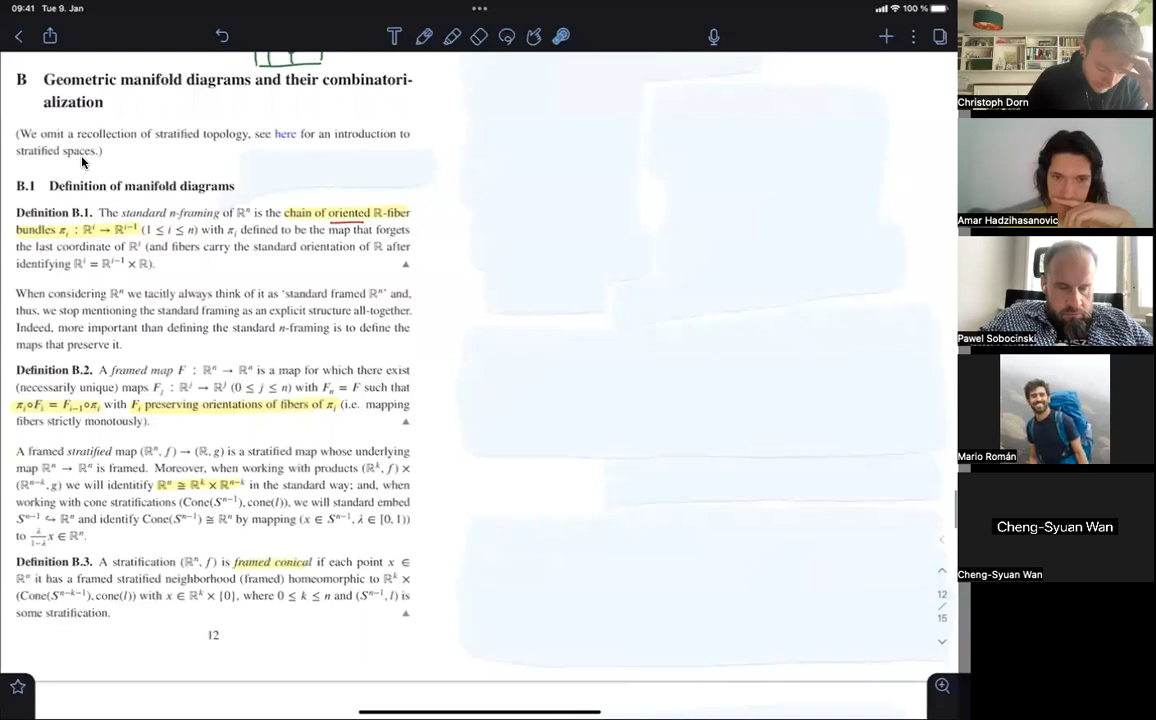 09:41 Tue 9. Jan
100 %
B Geometric manifold diagrams and their combinatori-
alization
(We omit a recollection of stratified topology, see here for an introduction to
stratified spaces.)
B.1 Definition of manifold diagrams
Definition B.1. The standard n-framing of ℝⁿ is the chain of oriented ℝ-fiber
bundles πᵢ : ℝⁱ → ℝⁱ⁻¹ (1 ≤ i ≤ n) with πᵢ defined to be the map that forgets
the last coordinate of ℝⁱ (and fibers carry the standard orientation of ℝ after
identifying ℝⁱ = ℝⁱ⁻¹ × ℝ). ▲
When considering ℝⁿ we tacitly always think of it as 'standard framed ℝⁿ' and,
thus, we stop mentioning the standard framing as an explicit structure all-together.
Indeed, more important than defining the standard n-framing is to define the
maps that preserve it.
Definition B.2. A framed map F : ℝⁿ → ℝⁿ is a map for which there exist
(necessarily unique) maps Fⱼ : ℝʲ → ℝʲ (0 ≤ j ≤ n) with Fₙ = F such that
πᵢ∘Fᵢ = Fᵢ₋₁∘πᵢ with Fᵢ preserving orientations of fibers of πᵢ (i.e. mapping
fibers strictly monotously). ▲
A framed stratified map (ℝⁿ, f) → (ℝ, g) is a stratified map whose underlying
map ℝⁿ → ℝⁿ is framed. Moreover, when working with products (ℝᵏ, f) ×
(ℝⁿ⁻ᵏ, g) we will identitify ℝⁿ ≅ ℝᵏ × ℝⁿ⁻ᵏ in the standard way; and, when
working with cone stratifications (Cone(Sⁿ⁻¹), cone(l)), we will standard embed
Sⁿ⁻¹ ↪ ℝⁿ and identify Cone(Sⁿ⁻¹) ≅ ℝⁿ by mapping (x ∈ Sⁿ⁻¹, λ ∈ [0, 1))
to λ/(1−λ) x ∈ ℝⁿ.
Definition B.3. A stratification (ℝⁿ, f) is framed conical if each point x ∈
ℝⁿ it has a framed stratified neighborhood (framed) homeomorphic to ℝᵏ ×
(Cone(Sⁿ⁻ᵏ⁻¹), cone(l)) with x ∈ ℝᵏ × {0}, where 0 ≤ k ≤ n and (Sⁿ⁻¹, l) is
some stratification. ▲
12
12
/
15
Christoph Dorn
Amar Hadzihasanovic
Pawel Sobocinski
Mario Román
Cheng-Syuan Wan
Cheng-Syuan Wan